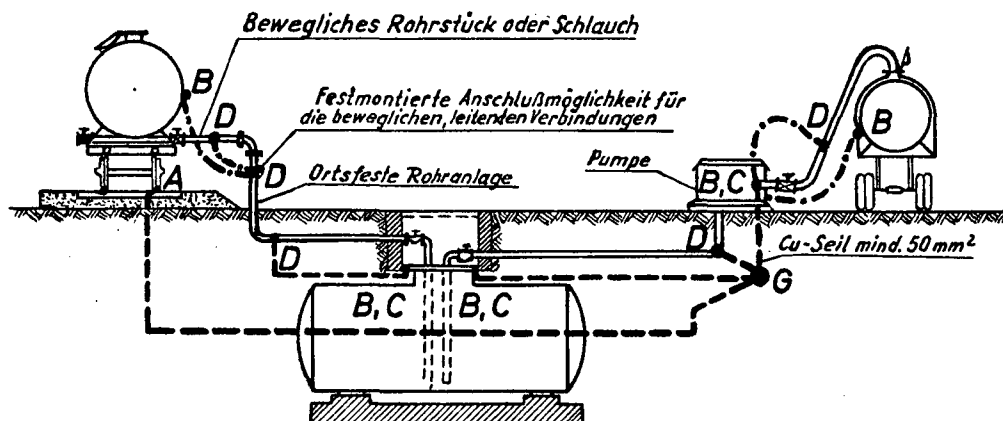 Bewegliches Rohrstück oder Schlauch
B
D
Festmontierte Anschlußmöglichkeit für
die beweglichen, leitenden Verbindungen
D
B
Pumpe
D
A
Ortsfeste Rohranlage
B, C
D
D
Cu-Seil mind. 50 mm²
G
B, C
B, C